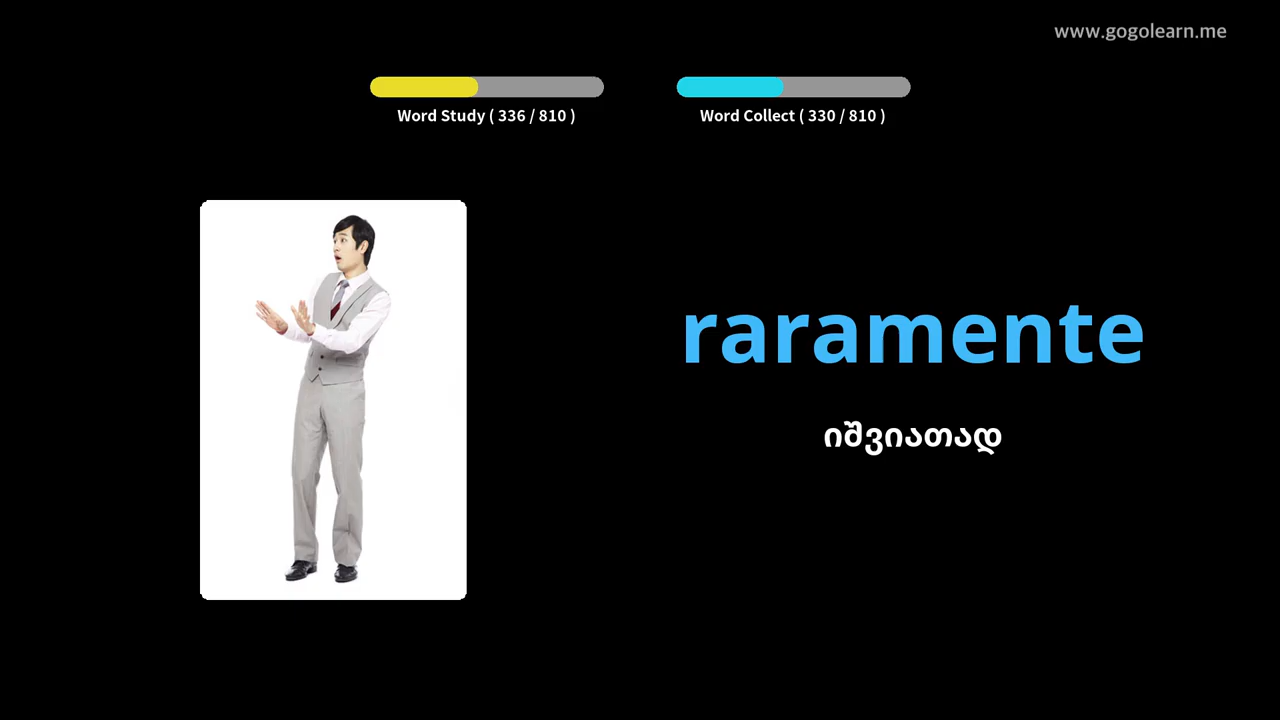 www.gogolearn.me
Word Study ( 336 / 810 )
Word Collect ( 330 / 810 )
raramente
იშვიათად